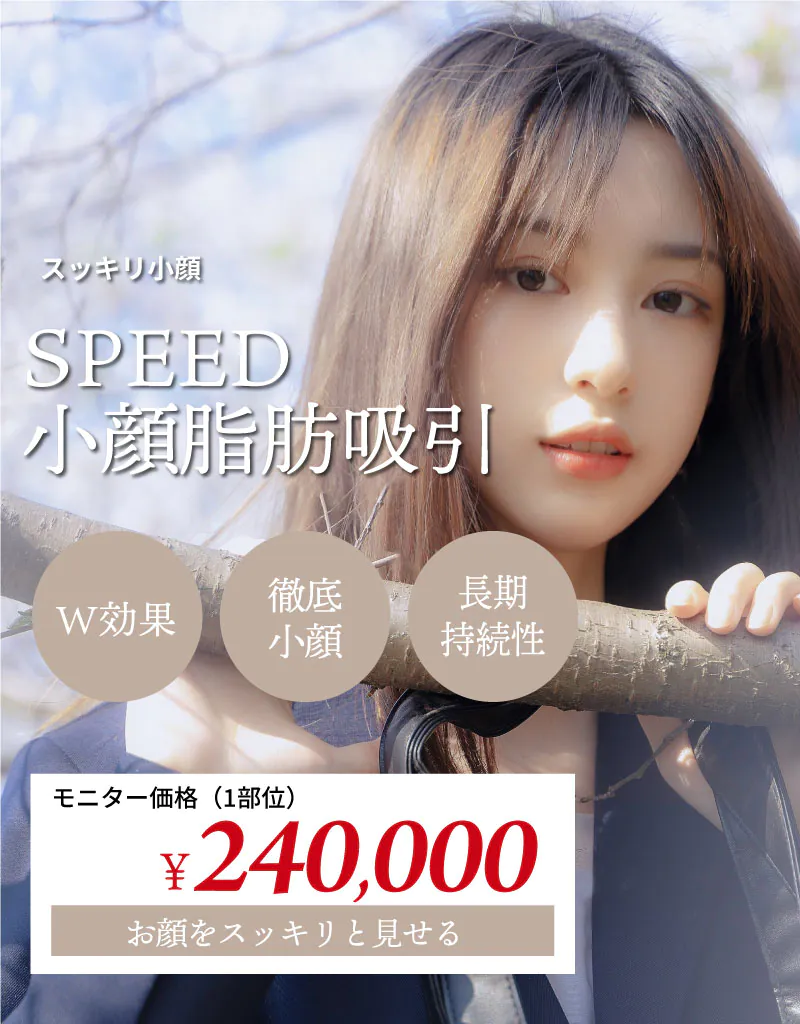 スッキリ小顔
SPEED
小顔脂肪吸引
W効果
徹底
小顔
長期
持続性
モニター価格（1部位）
¥240,000
お顔をスッキリと見せる